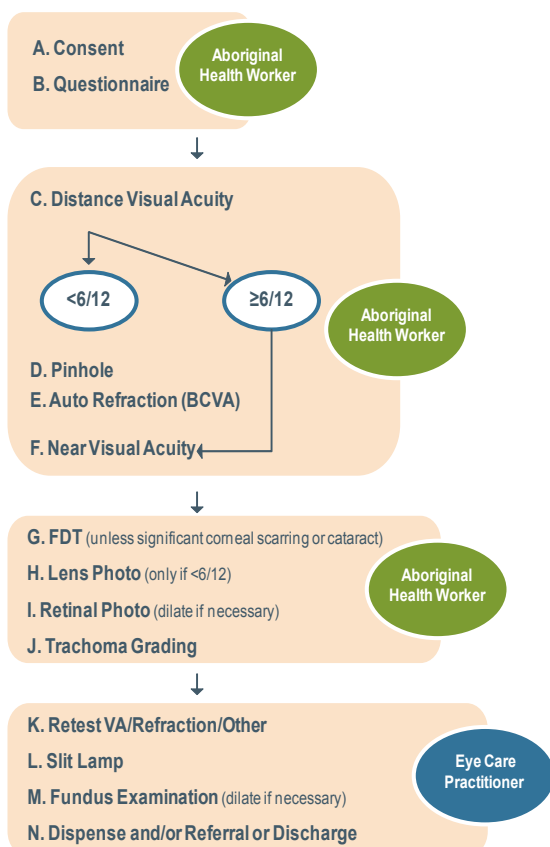 A. Consent
B. Questionnaire
Aboriginal
Health Worker
C. Distance Visual Acuity
<6/12
≥6/12
Aboriginal
Health Worker
D. Pinhole
E. Auto Refraction (BCVA)
F. Near Visual Acuity
G. FDT (unless significant corneal scarring or cataract)
H. Lens Photo (only if <6/12)
I. Retinal Photo (dilate if necessary)
J. Trachoma Grading
Aboriginal
Health Worker
K. Retest VA/Refraction/Other
L. Slit Lamp
M. Fundus Examination (dilate if necessary)
N. Dispense and/or Referral or Discharge
Eye Care
Practitioner